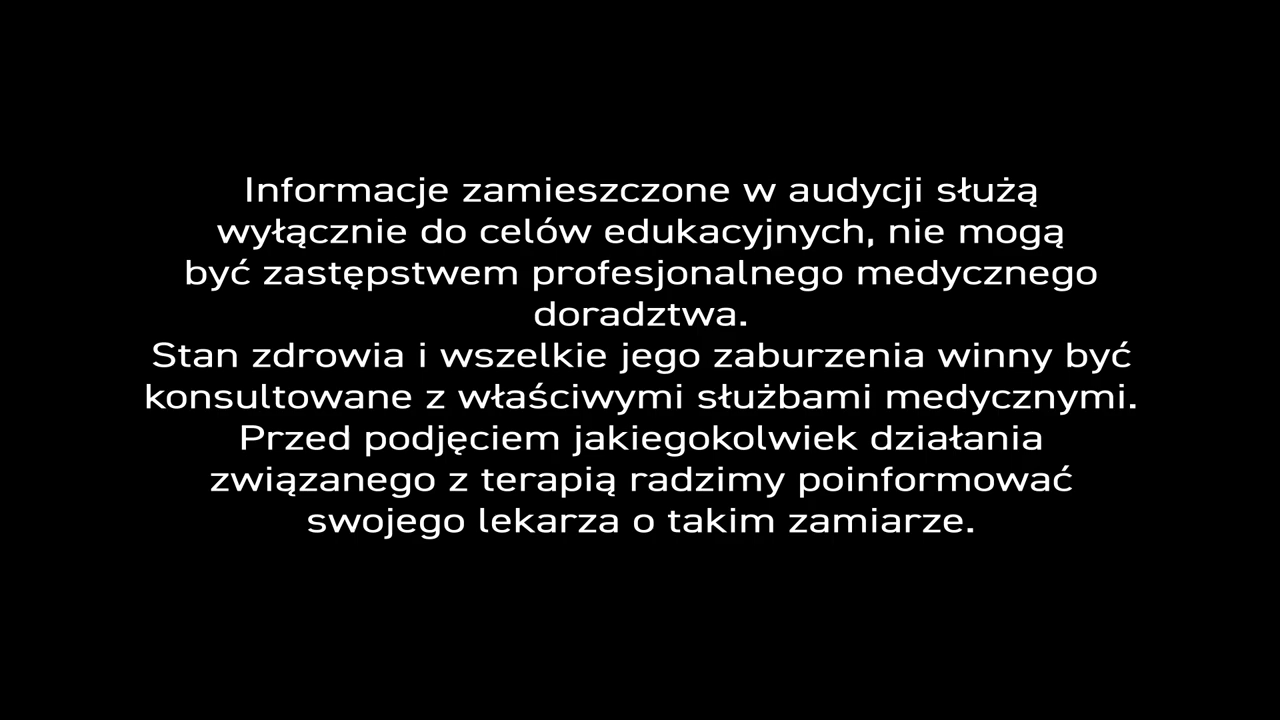 Informacje zamieszczone w audycji służą
wyłącznie do celów edukacyjnych, nie mogą
być zastępstwem profesjonalnego medycznego
doradztwa.
Stan zdrowia i wszelkie jego zaburzenia winny być
konsultowane z właściwymi służbami medycznymi.
Przed podjęciem jakiegokolwiek działania
związanego z terapią radzimy poinformować
swojego lekarza o takim zamiarze.